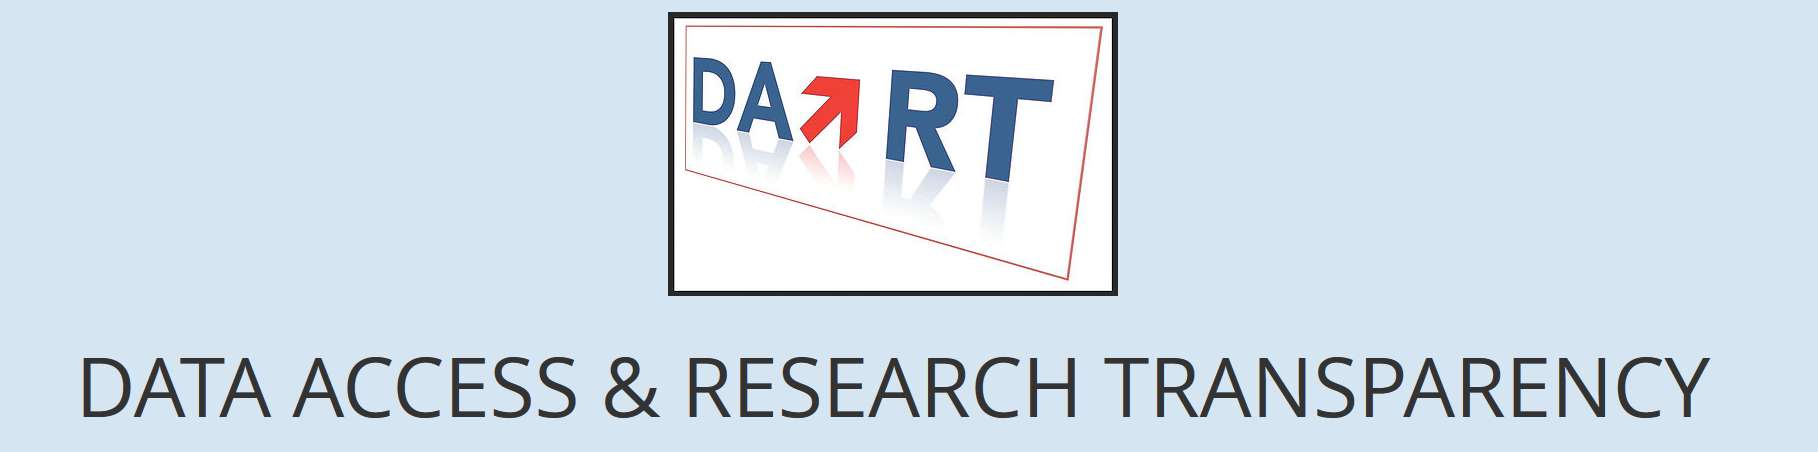 DA RT
DATA ACCESS & RESEARCH TRANSPARENCY